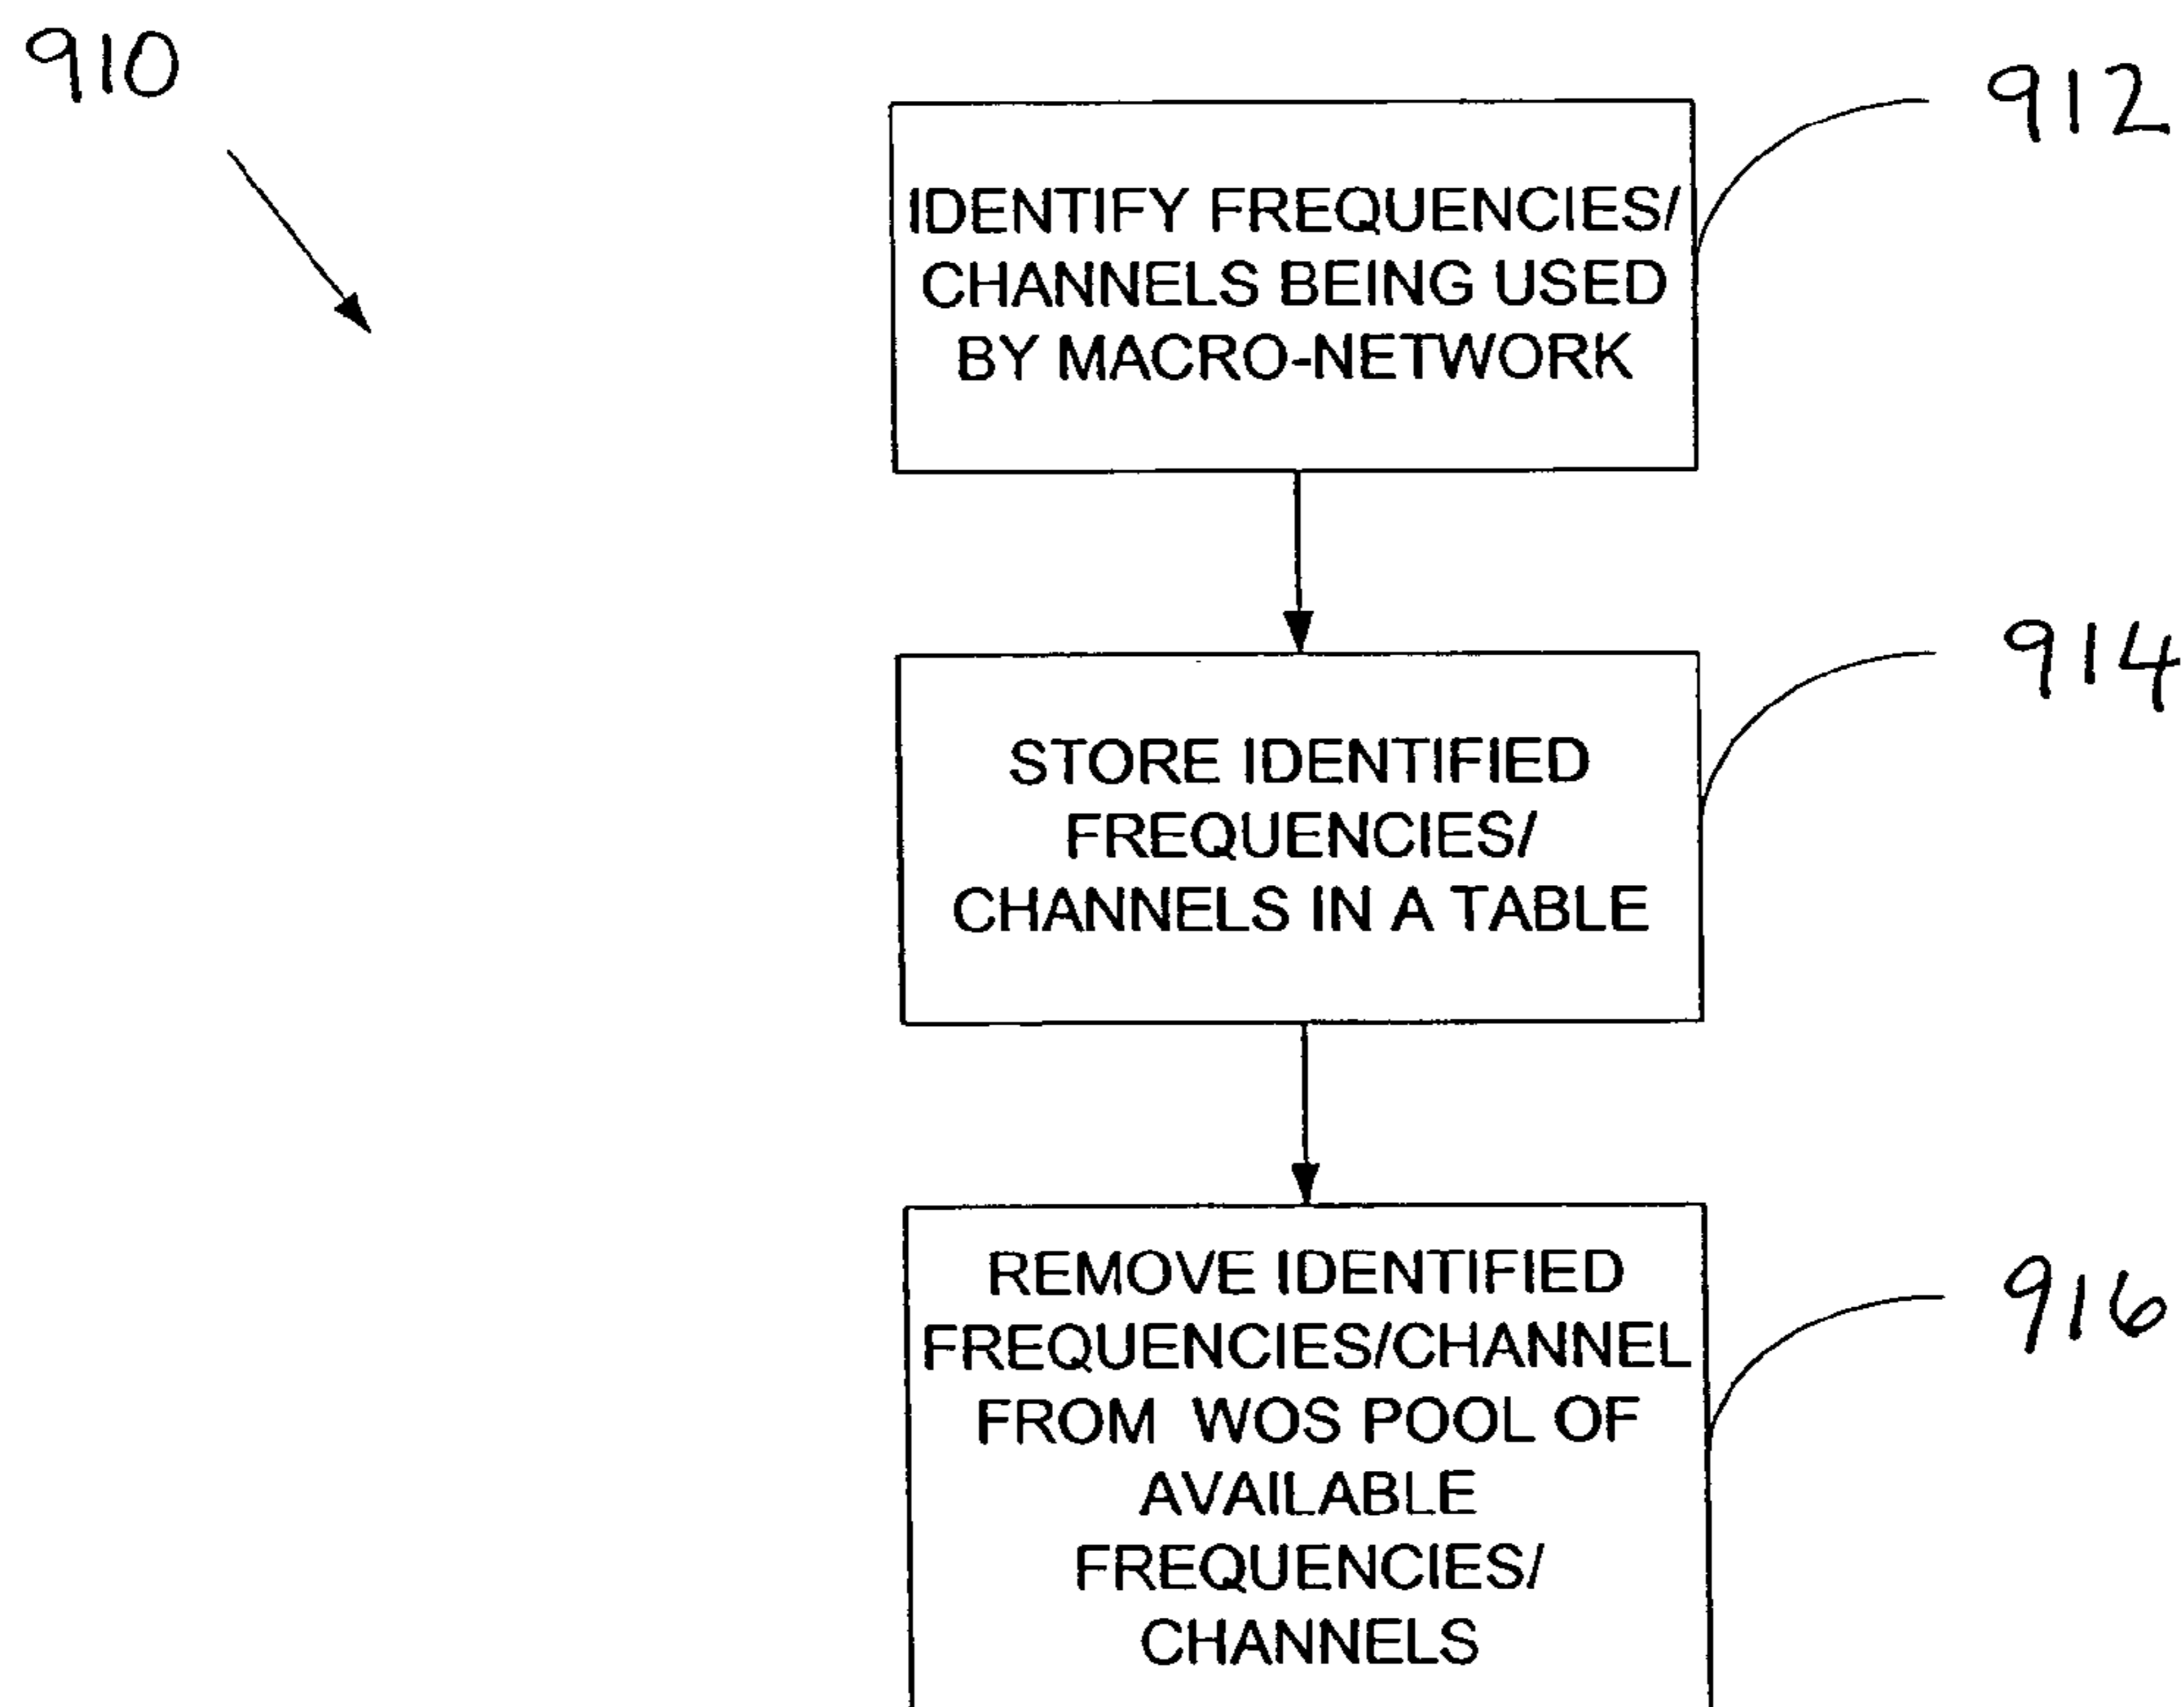 910
912
IDENTIFY FREQUENCIES/
CHANNELS BEING USED
BY MACRO-NETWORK
914
STORE IDENTIFIED
FREQUENCIES/
CHANNELS IN A TABLE
916
REMOVE IDENTIFIED
FREQUENCIES/CHANNEL
FROM WOS POOL OF
AVAILABLE
FREQUENCIES/
CHANNELS